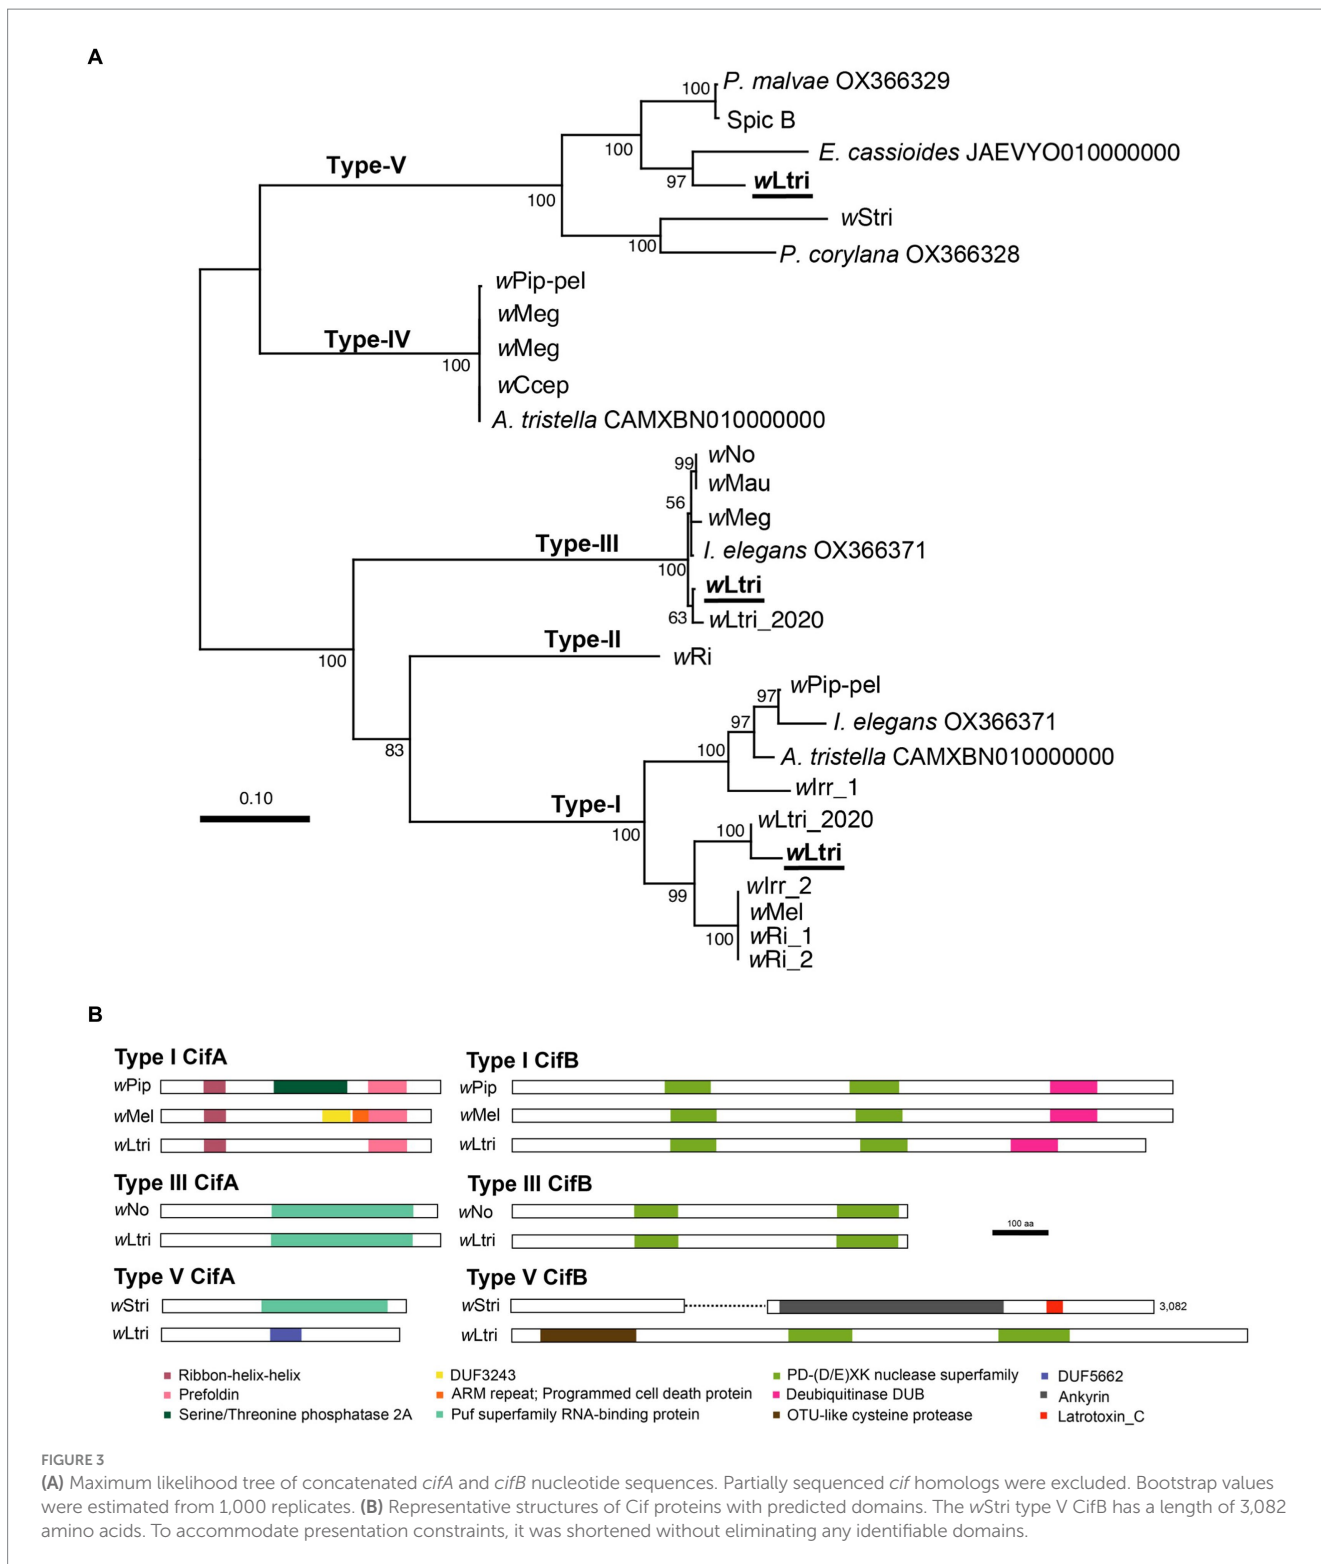 A
100
P. malvae OX366329
Spic B
100
E. cassioides JAEVYO010000000
Type-V
97
wLtri
100
wStri
100
P. corylana OX366328
wPip-pel
wMeg
Type-IV
wMeg
100
wCcep
A. tristella CAMXBN010000000
99
wNo
wMau
56
wMeg
Type-III
I. elegans OX366371
100
wLtri
63
wLtri_2020
Type-II
100
wRi
97
wPip-pel
97
I. elegans OX366371
83
100
A. tristella CAMXBN010000000
wIrr_1
0.10
Type-I
100
100
wLtri_2020
wLtri
99
wIrr_2
wMel
100
wRi_1
wRi_2
B
Type I CifA
Type I CifB
wPip
wPip
wMel
wMel
wLtri
wLtri
Type III CifA
Type III CifB
wNo
wNo
100 aa
wLtri
wLtri
Type V CifA
Type V CifB
wStri
wStri
3,082
wLtri
wLtri
Ribbon-helix-helix
DUF3243
PD-(D/E)XK nuclease superfamily
DUF5662
Prefoldin
ARM repeat; Programmed cell death protein
Deubiquitinase DUB
Ankyrin
Serine/Threonine phosphatase 2A
Puf superfamily RNA-binding protein
OTU-like cysteine protease
Latrotoxin_C
FIGURE 3
(A) Maximum likelihood tree of concatenated cifA and cifB nucleotide sequences. Partially sequenced cif homologs were excluded. Bootstrap values
were estimated from 1,000 replicates. (B) Representative structures of Cif proteins with predicted domains. The wStri type V CifB has a length of 3,082
amino acids. To accommodate presentation constraints, it was shortened without eliminating any identifiable domains.